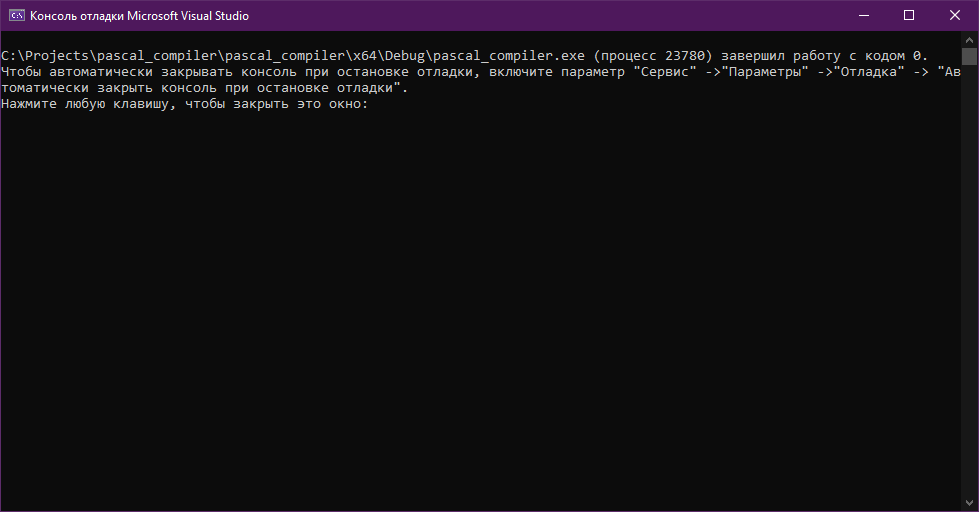 Консоль отладки Microsoft Visual Studio
C:\Projects\pascal_compiler\pascal_compiler\x64\Debug\pascal_compiler.exe (процесс 23780) завершил работу с кодом 0.
Чтобы автоматически закрывать консоль при остановке отладки, включите параметр "Сервис" ->"Параметры" ->"Отладка" -> "Ав
томатически закрыть консоль при остановке отладки".
Нажмите любую клавишу, чтобы закрыть это окно: